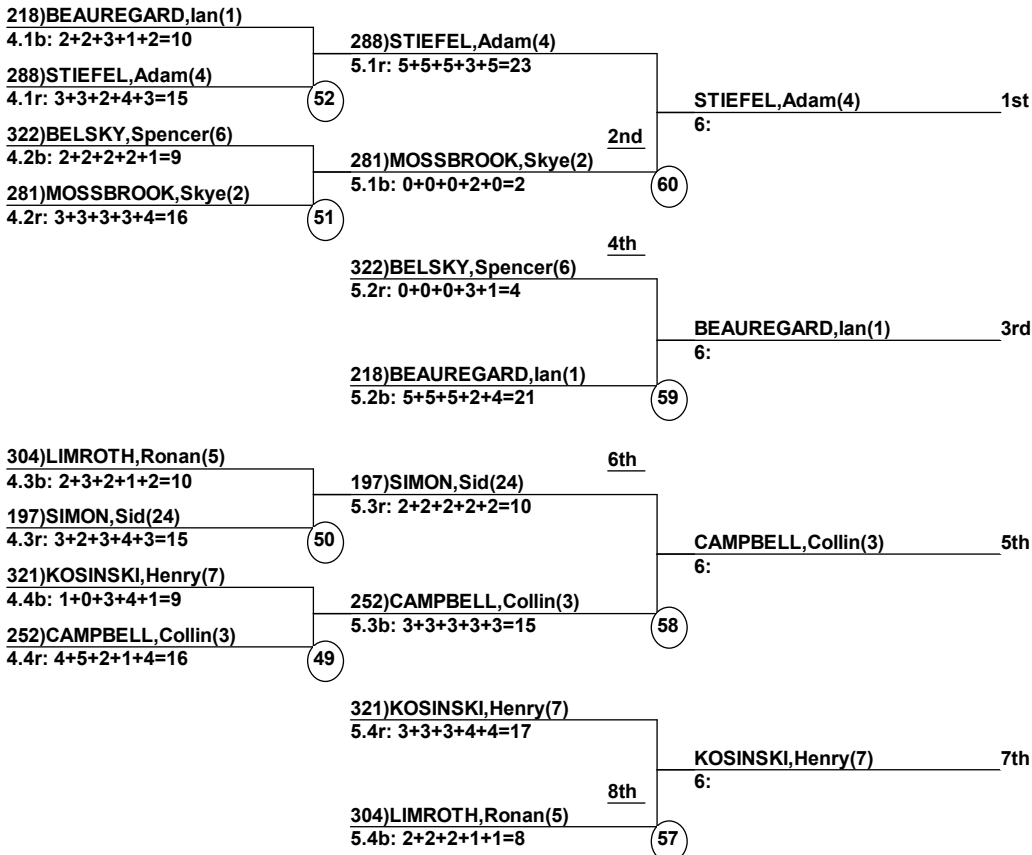 218)BEAUREGARD,Ian(1)
4.1b: 2+2+3+1+2=10
288)STIEFEL,Adam(4)
4.1r: 3+3+2+4+3=15
52
322)BELSKY,Spencer(6)
4.2b: 2+2+2+2+1=9
281)MOSSBROOK,Skye(2)
4.2r: 3+3+3+3+4=16
51
288)STIEFEL,Adam(4)
5.1r: 5+5+5+3+5=23
2nd
281)MOSSBROOK,Skye(2)
5.1b: 0+0+0+2+0=2
60
STIEFEL,Adam(4) 1st
6:
4th
322)BELSKY,Spencer(6)
5.2r: 0+0+0+3+1=4
218)BEAUREGARD,Ian(1)
5.2b: 5+5+5+2+4=21
59
BEAUREGARD,Ian(1) 3rd
6:
304)LIMROTH,Ronan(5)
4.3b: 2+3+2+1+2=10
197)SIMON,Sid(24)
4.3r: 3+2+3+4+3=15
50
321)KOSINSKI,Henry(7)
4.4b: 1+0+3+4+1=9
252)CAMPBELL,Collin(3)
4.4r: 4+5+2+1+4=16
49
6th
197)SIMON,Sid(24)
5.3r: 2+2+2+2+2=10
252)CAMPBELL,Collin(3)
5.3b: 3+3+3+3+3=15
58
CAMPBELL,Collin(3) 5th
6:
321)KOSINSKI,Henry(7)
5.4r: 3+3+3+4+4=17
8th
304)LIMROTH,Ronan(5)
5.4b: 2+2+2+1+1=8
57
KOSINSKI,Henry(7) 7th
6: